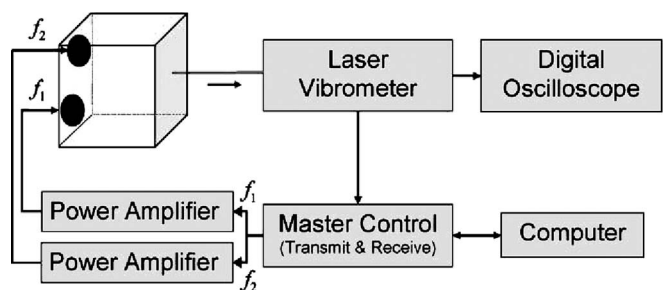 f₂
f₁
Laser
Vibrometer
Digital
Oscilloscope
Power Amplifier
f₁
Master Control
(Transmit & Receive)
Computer
Power Amplifier
f₂